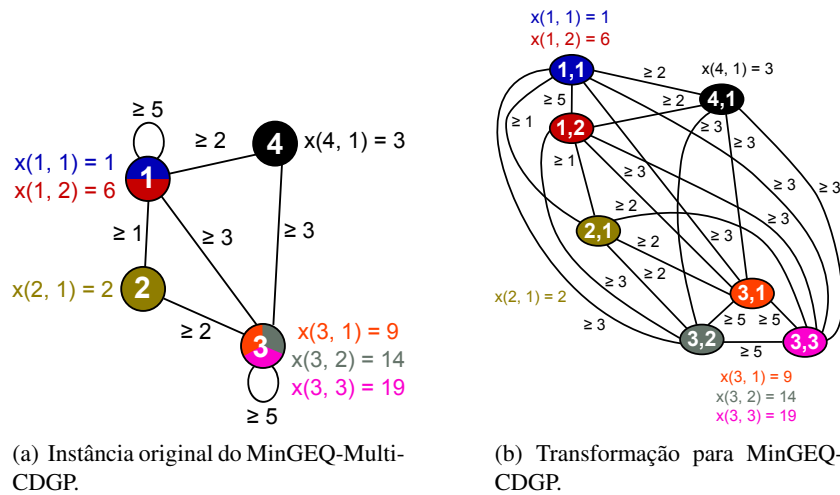 ≥ 5
≥ 2
4
x(4, 1) = 3
x(1, 1) = 1
x(1, 2) = 6
1
≥ 1
≥ 3
≥ 3
x(2, 1) = 2
2
≥ 2
3
x(3, 1) = 9
x(3, 2) = 14
x(3, 3) = 19
≥ 5
(a) Instância original do MinGEQ-Multi-
CDGP.
x(1, 1) = 1
x(1, 2) = 6
1,1
≥ 2
x(4, 1) = 3
4,1
≥ 5
≥ 2
≥ 1
1,2
≥ 3
≥ 1
≥ 3
≥ 3
≥ 3
≥ 3
≥ 2
≥ 3
2,1
≥ 2
≥ 3
≥ 2
≥ 3
x(2, 1) = 2
3,1
≥ 5
≥ 5
≥ 3
3,2
≥ 5
3,3
x(3, 1) = 9
x(3, 2) = 14
x(3, 3) = 19
(b) Transformação para MinGEQ-
CDGP.